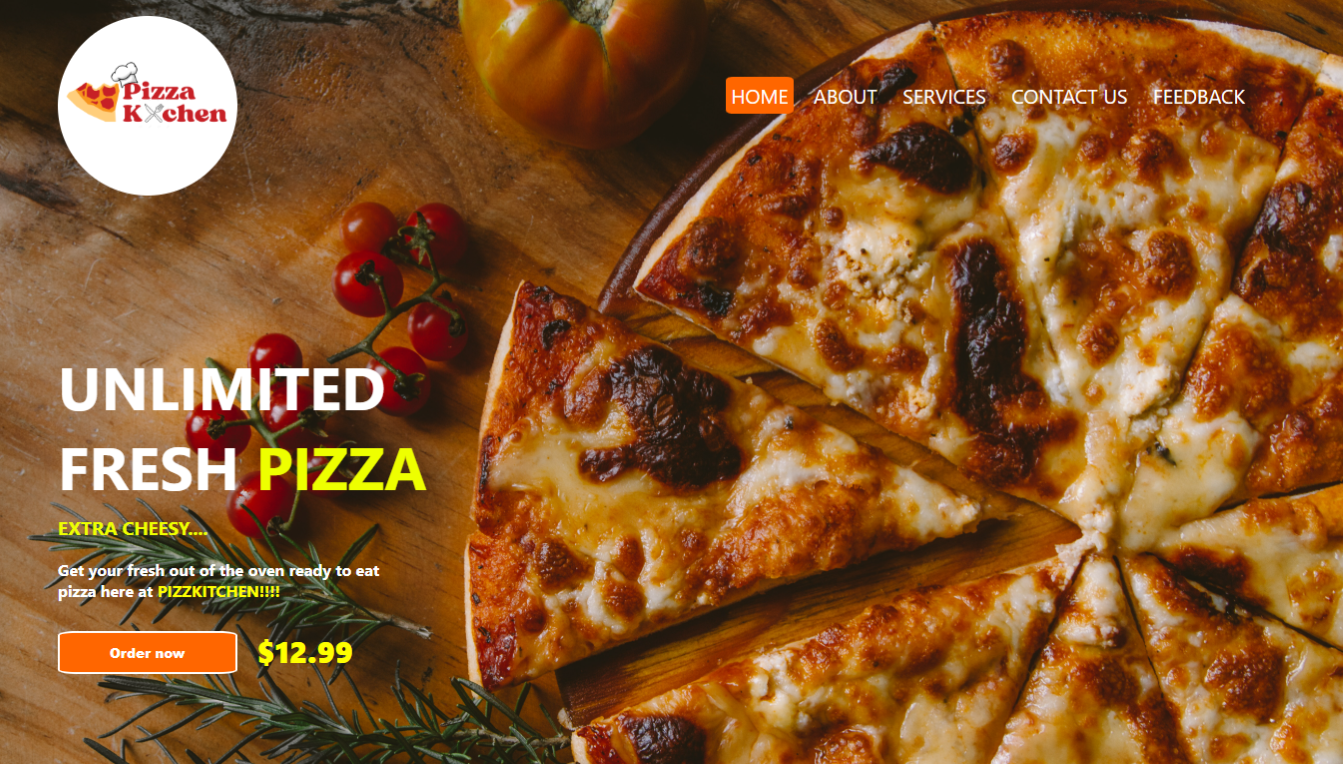 Pizza
Kitchen
HOME ABOUT SERVICES CONTACT US FEEDBACK
UNLIMITED
FRESH PIZZA
EXTRA CHEESY....
Get your fresh out of the oven ready to eat
pizza here at PIZZKITCHEN!!!!
Order now $12.99